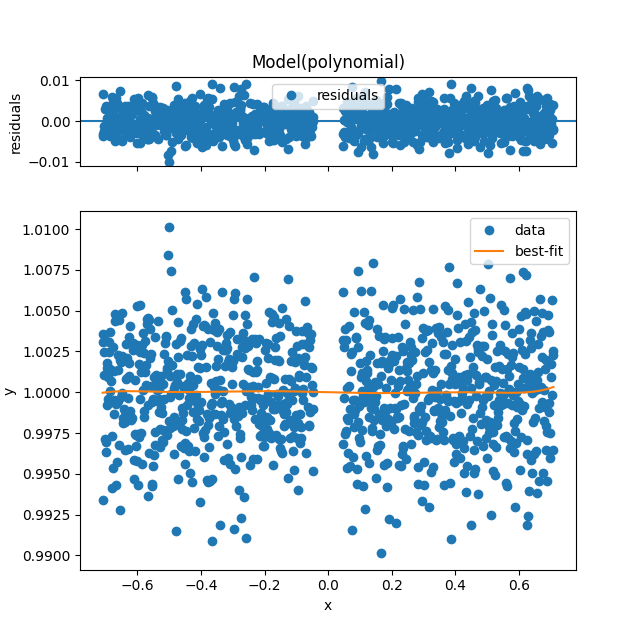 Model(polynomial)
0.01
0.00
−0.01
residuals
residuals
1.0100
1.0075
1.0050
1.0025
1.0000
0.9975
0.9950
0.9925
0.9900
y
data
best-fit
−0.6 −0.4 −0.2 0.0 0.2 0.4 0.6
x